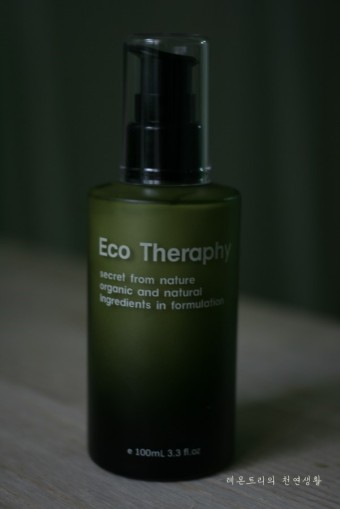 Eco Theraphy
secret from nature
organic and natural
ingredients in formulation
e 100mL 3.3 fl.oz
레몬트리의 천연생활